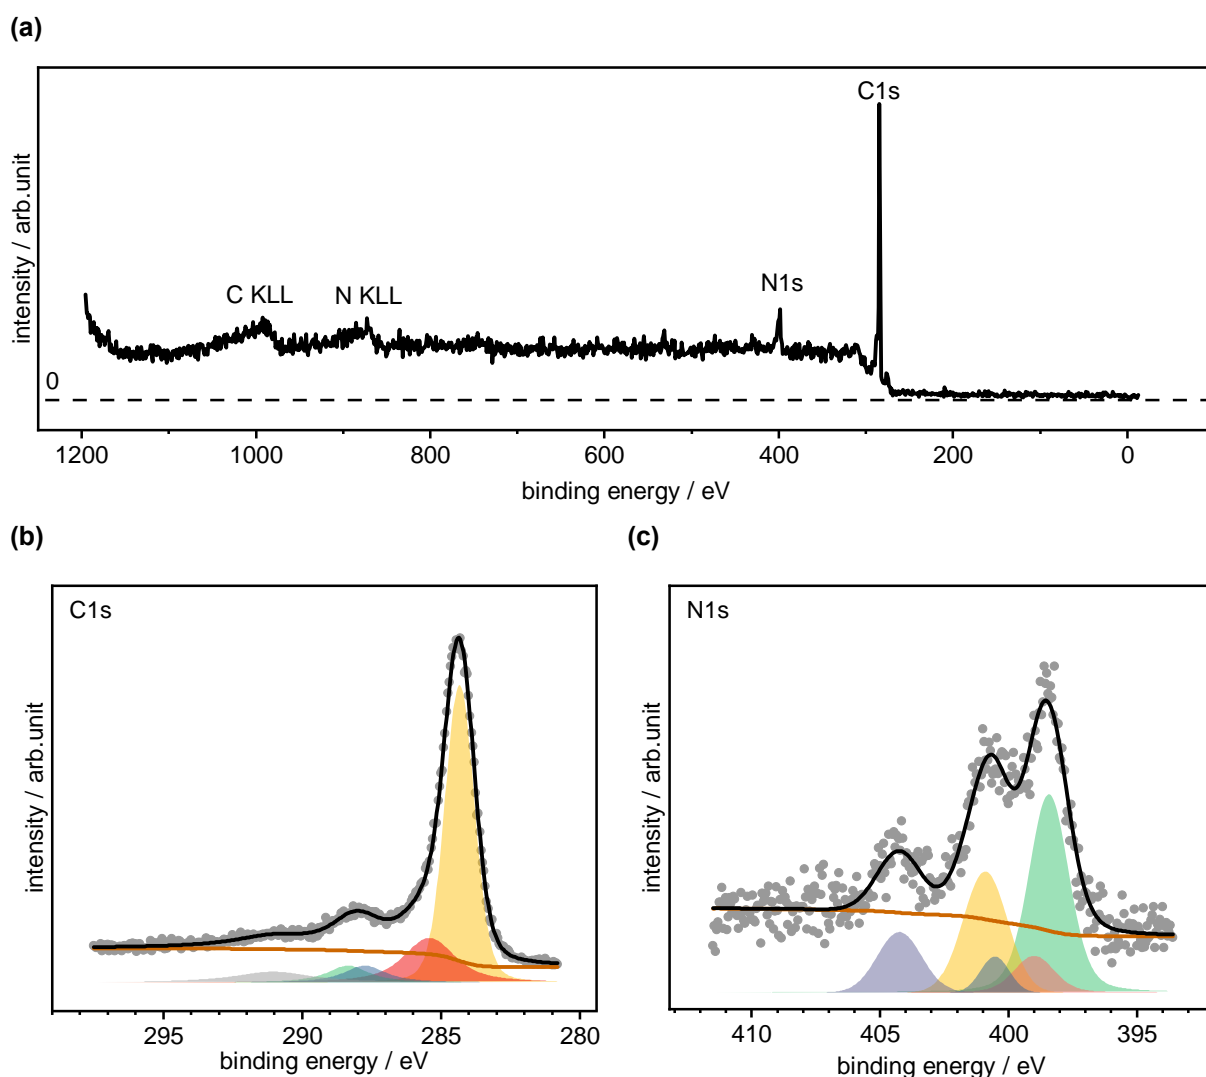 (a)
C1s
C KLL
N KLL
N1s
0
intensity / arb.unit
1200
1000
800
600
400
200
0
binding energy / eV
(b)
(c)
C1s
intensity / arb.unit
295
290
285
280
binding energy / eV
N1s
intensity / arb.unit
410
405
400
395
binding energy / eV